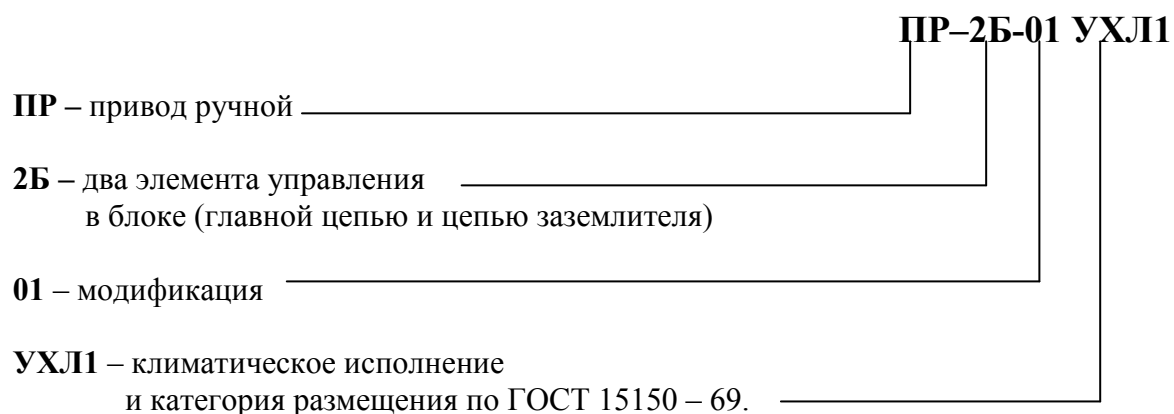 ПР–2Б-01 УХЛ1
ПР – привод ручной
2Б – два элемента управления
в блоке (главной цепью и цепью заземлителя)
01 – модификация
УХЛ1 – климатическое исполнение
и категория размещения по ГОСТ 15150 – 69.